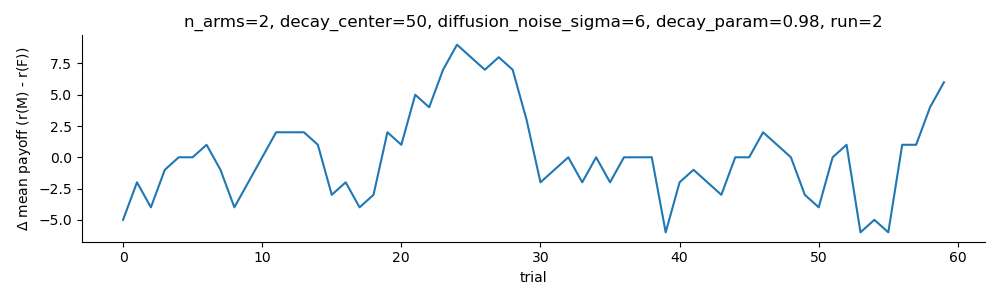 n_arms=2, decay_center=50, diffusion_noise_sigma=6, decay_param=0.98, run=2
Δ mean payoff (r(M) - r(F))
7.5
5.0
2.5
0.0
−2.5
−5.0
0 10 20 30 40 50 60
trial